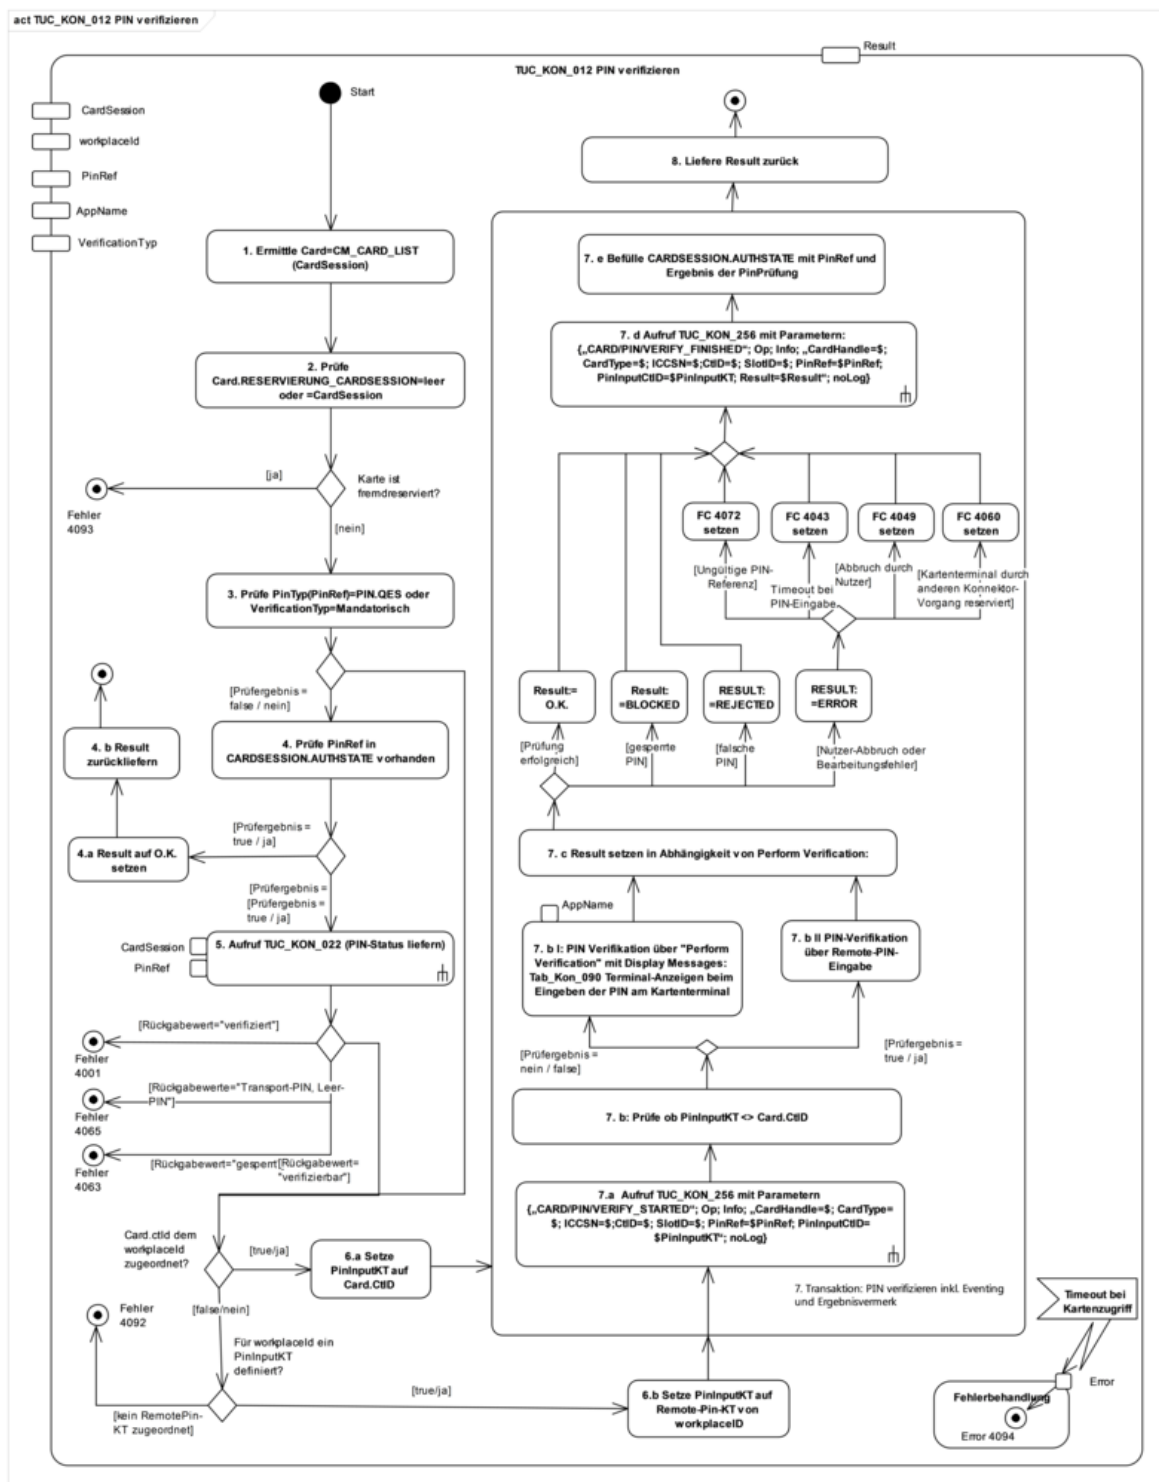 act TUC_KON_012 PIN verifizieren
Result
TUC_KON_012 PIN verifizieren
CardSession
workplaceId
PinRef
AppName
VerificationTyp
Start
1. Ermittle Card=CM_CARD_LIST
(CardSession)
2. Prüfe
Card.RESERVIERUNG_CARDSESSION=leer
oder =CardSession
[ja]
Karte ist
fremdreserviert?
Fehler
4093
[nein]
3. Prüfe PinTyp(PinRef)=PIN.QES oder
VerificationTyp=Mandatorisch
[Prüfergebnis =
false / nein]
4. Prüfe PinRef in
CARDSESSION.AUTHSTATE vorhanden
4. b Result
zurückliefern
[Prüfergebnis =
true / ja]
4.a Result auf O.K.
setzen
[Prüfergebnis =
[Prüfergebnis =
true / ja]
CardSession
PinRef
5. Aufruf TUC_KON_022 (PIN-Status liefern)
[Rückgabewert="verifiziert"]
Fehler
4001
[Rückgabewerte="Transport-PIN, Leer-
PIN"]
Fehler
4065
[Rückgabewert="gesperrt
[Rückgabewert=
"verifizierbar"]
Fehler
4063
Card.ctId dem
workplaceId
zugeordnet?
[true/ja]
6.a Setze
PinInputKT auf
Card.CtID
[false/nein]
Fehler
4092
Für workplaceId ein
PinInputKT
definiert?
[true/ja]
[kein RemotePin-
KT zugeordnet]
6.b Setze PinInputKT auf
Remote-Pin-KT von
workplaceID
8. Liefere Result zurück
7. e Befülle CARDSESSION.AUTHSTATE mit PinRef und
Ergebnis der PinPrüfung
7. d Aufruf TUC_KON_256 mit Parametern:
{„CARD/PIN/VERIFY_FINISHED“; Op; Info; „CardHandle=$;
CardType=$; ICCSN=$;CtID=$; SlotID=$; PinRef=$PinRef;
PinInputCtID=$PinInputKT; Result=$Result“; noLog}
FC 4072
setzen
FC 4043
setzen
FC 4049
setzen
FC 4060
setzen
[Ungültige PIN-
Referenz]
Timeout bei
PIN-Eingabe
[Abbruch durch
Nutzer]
[Kartenterminal durch
anderen Konnektor-
Vorgang reserviert]
Result:=
O.K.
Result:
=BLOCKED
RESULT:
=REJECTED
RESULT:
=ERROR
[Prüfung
erfolgreich]
[gesperrte
PIN]
[falsche
PIN]
[Nutzer-Abbruch oder
Bearbeitungsfehler]
7. c Result setzen in Abhängigkeit von Perform Verification:
AppName
7. b I: PIN Verifikation über "Perform
Verification" mit Display Messages:
Tab_Kon_090 Terminal-Anzeigen beim
Eingeben der PIN am Kartenterminal
7. b II PIN-Verifikation
über Remote-PIN-
Eingabe
[Prüfergebnis =
nein / false]
[Prüfergebnis =
true / ja]
7. b: Prüfe ob PinInputKT <> Card.CtID
7.a Aufruf TUC_KON_256 mit Parametern
{„CARD/PIN/VERIFY_STARTED“; Op; Info; „CardHandle=$; CardType=
$; ICCSN=$;CtID=$; SlotID=$; PinRef=$PinRef; PinInputCtID=
$PinInputKT“; noLog}
7. Transaktion: PIN verifizieren inkl. Eventing
und Ergebnisvermerk
Timeout bei
Kartenzugriff
Error
Fehlerbehandlung
Error 4094